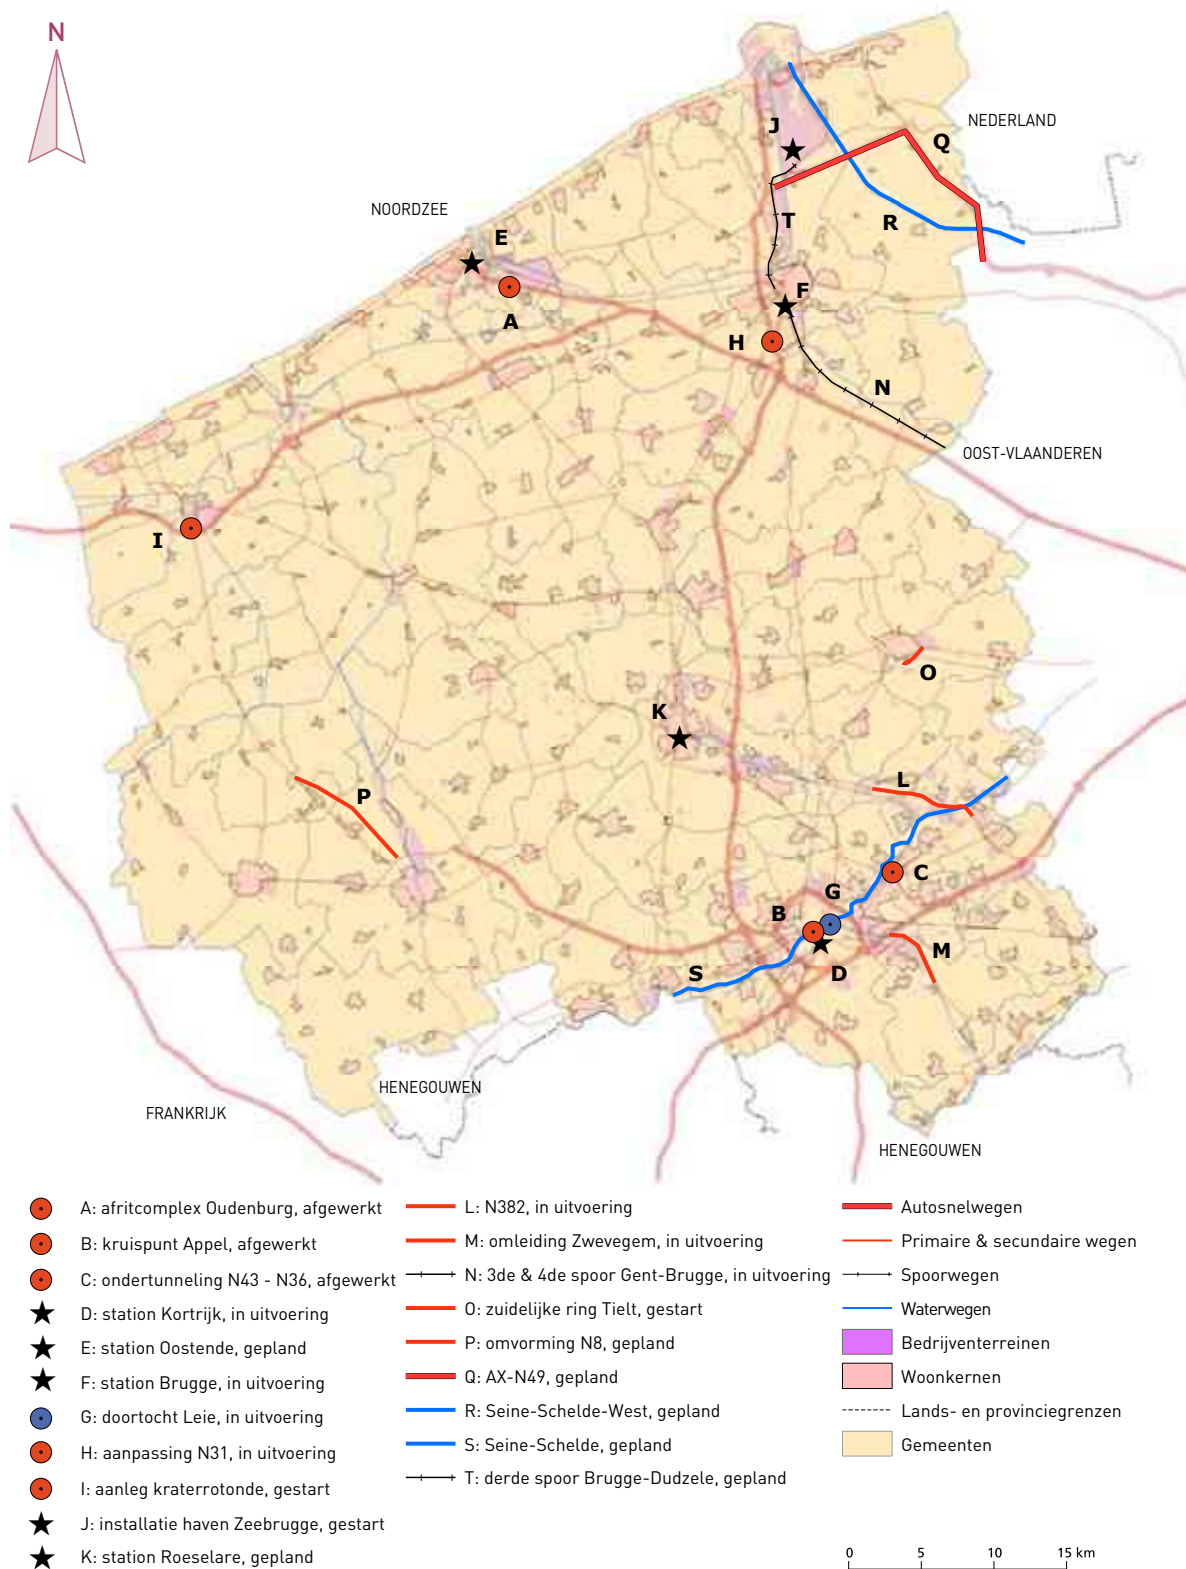 N
NEDERLAND
J
Q
NOORDZEE
T
R
E
F
A
H
N
OOST-VLAANDEREN
I
O
K
L
P
C
G
B
M
S
D
HENEGOUWEN
FRANKRIJK
HENEGOUWEN
A: afritcomplex Oudenburg, afgewerkt
B: kruispunt Appel, afgewerkt
C: ondertunneling N43 - N36, afgewerkt
D: station Kortrijk, in uitvoering
E: station Oostende, gepland
F: station Brugge, in uitvoering
G: doortocht Leie, in uitvoering
H: aanpassing N31, in uitvoering
I: aanleg kraterrotonde, gestart
J: installatie haven Zeebrugge, gestart
K: station Roeselare, gepland
L: N382, in uitvoering
M: omleiding Zwevegem, in uitvoering
N: 3de & 4de spoor Gent-Brugge, in uitvoering
O: zuidelijke ring Tielt, gestart
P: omvorming N8, gepland
Q: AX-N49, gepland
R: Seine-Schelde-West, gepland
S: Seine-Schelde, gepland
T: derde spoor Brugge-Dudzele, gepland
Autosnelwegen
Primaire & secundaire wegen
Spoorwegen
Waterwegen
Bedrijventerreinen
Woonkernen
Lands- en provinciegrenzen
Gemeenten
0 5 10 15 km